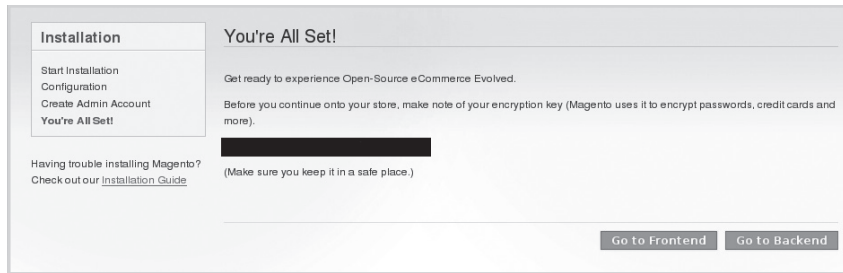 Installation
Start Installation
Configuration
Create Admin Account
You're All Set!
Having trouble installing Magento?
Check out our Installation Guide
You're All Set!
Get ready to experience Open-Source eCommerce Evolved.
Before you continue onto your store, make note of your encryption key (Magento uses it to encrypt passwords, credit cards and
more).
(Make sure you keep it in a safe place.)
Go to Frontend
Go to Backend